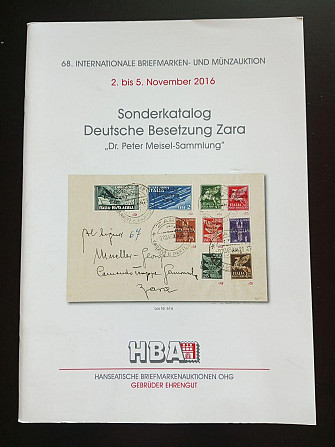 68. INTERNATIONALE BRIEFMARKEN- UND MÜNZAUKTION
2. bis 5. November 2016
Sonderkatalog
Deutsche Besetzung Zara
„Dr. Peter Meisel-Sammlung“
Zara
HBA
HANSEATISCHE BRIEFMARKENAUKTIONEN OHG
GEBRÜDER EHRENGUT